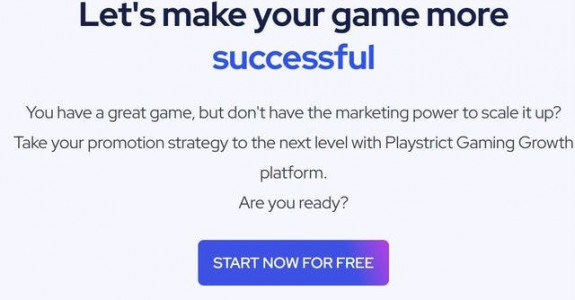 Let's make your game more
successful
You have a great game, but don't have the marketing power to scale it up?
Take your promotion strategy to the next level with Playstrict Gaming Growth
platform.
Are you ready?
START NOW FOR FREE